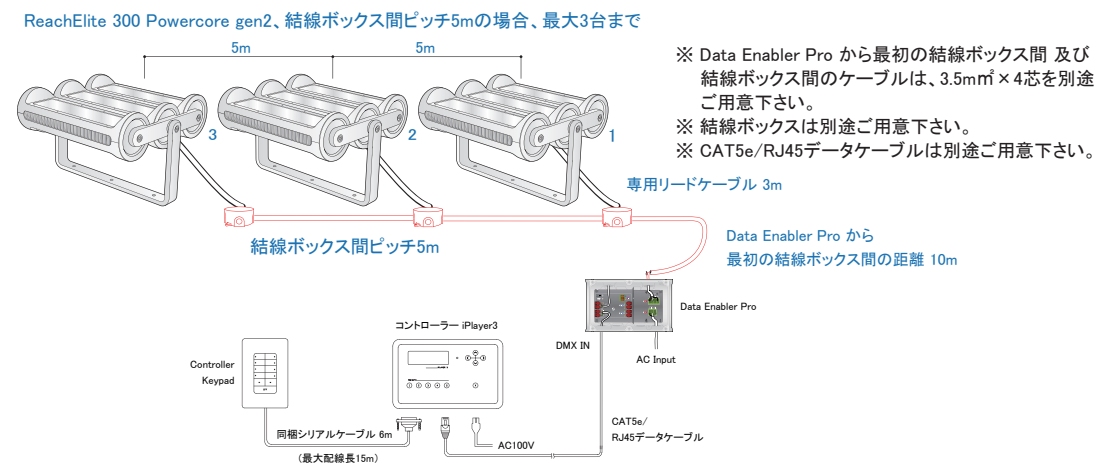 ReachElite 300 Powercore gen2、結線ボックス間ピッチ5mの場合、最大3台まで
5m
5m
※ Data Enabler Pro から最初の結線ボックス間 及び
結線ボックス間のケーブルは、3.5m㎡×4芯を別途
ご用意下さい。
※ 結線ボックスは別途ご用意下さい。
※ CAT5e/RJ45データケーブルは別途ご用意下さい。
3
2
1
専用リードケーブル 3m
結線ボックス間ピッチ5m
Data Enabler Pro から
最初の結線ボックス間の距離 10m
Data Enabler Pro
DMX IN
AC Input
コントローラー iPlayer3
Controller
Keypad
同梱シリアルケーブル 6m
(最大配線長15m)
AC100V
CAT5e/
RJ45データケーブル